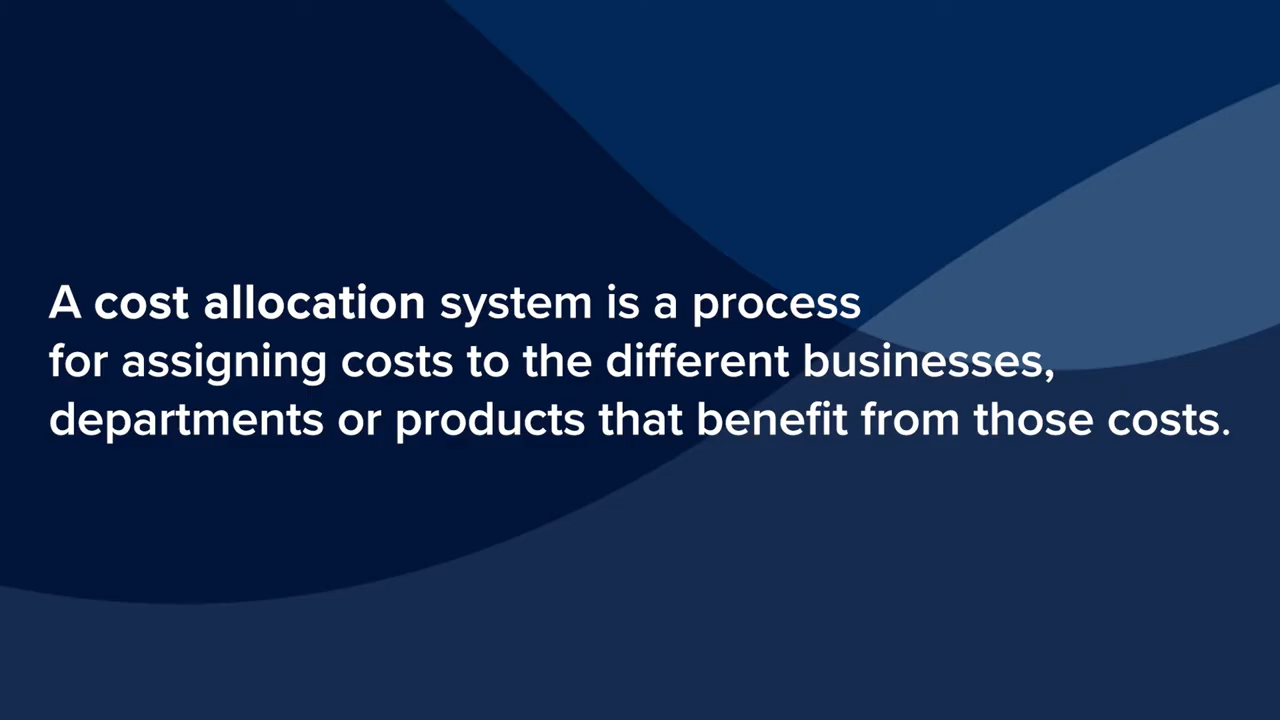 A cost allocation system is a process
for assigning costs to the different businesses,
departments or products that benefit from those costs.